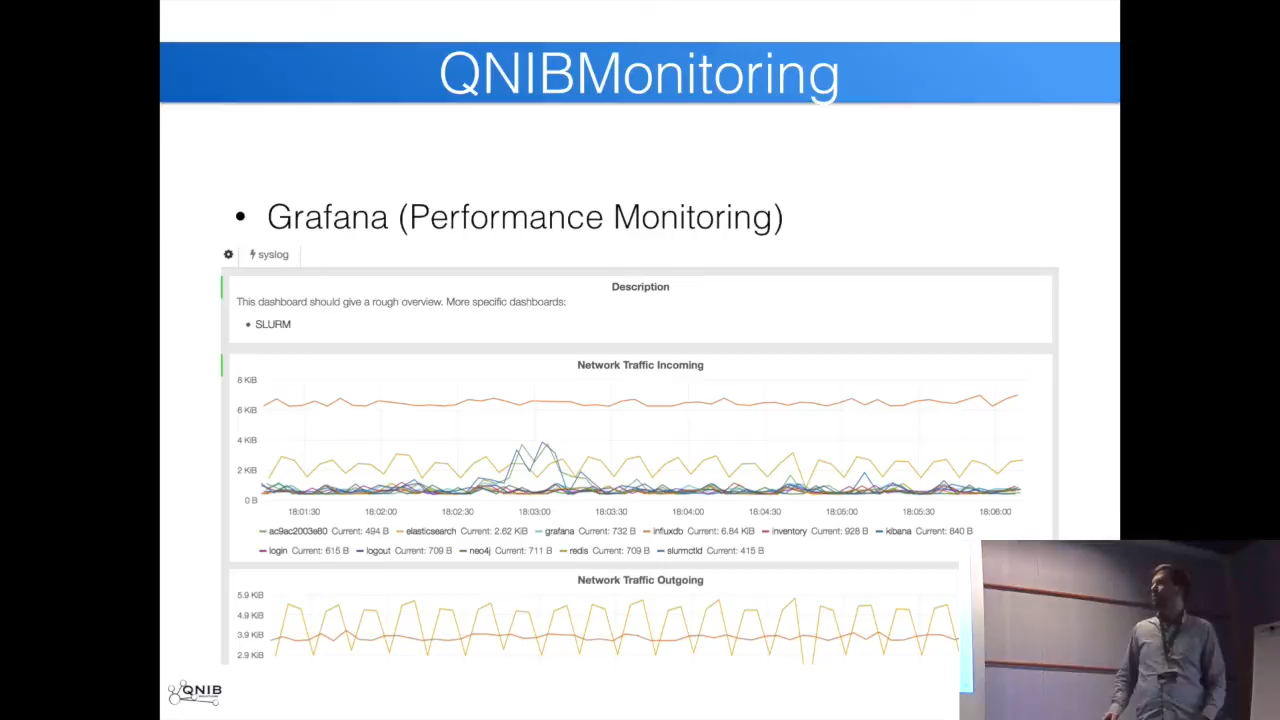 QNIBMonitoring
• Grafana (Performance Monitoring)
syslog
Description
This dashboard should give a rough overview. More specific dashboards:
• SLURM
Network Traffic Incoming
8 KiB
6 KiB
4 KiB
2 KiB
0 B
18:01:30 18:02:00 18:02:30 18:03:00 18:03:30 18:04:00 18:04:30 18:05:00 18:05:30 18:06:00
ac9ac2003e80 Current: 494 B elasticsearch Current: 2.62 KiB grafana Current: 732 B influxdb Current: 6.84 KiB inventory Current: 928 B kibana Current: 840 B
login Current: 615 B logout Current: 709 B neo4j Current: 711 B redis Current: 709 B slurmctld Current: 415 B
Network Traffic Outgoing
5.9 KiB
4.9 KiB
3.9 KiB
2.9 KiB
QNIB